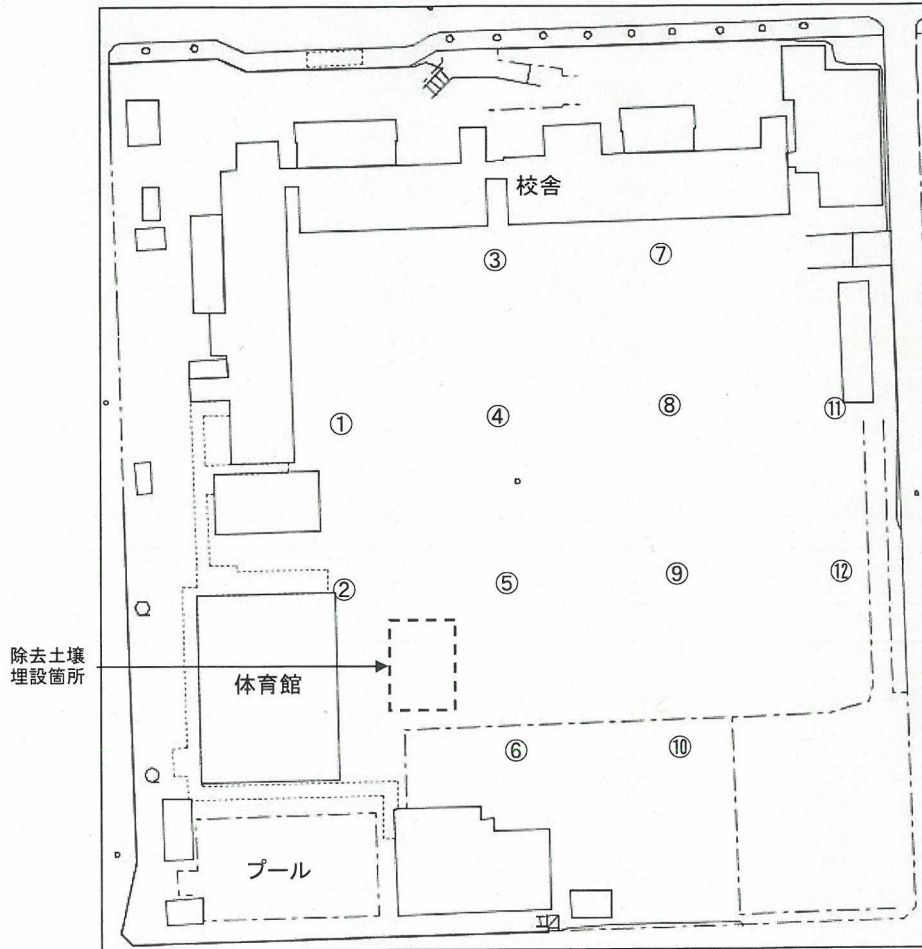 校舎
③
⑦
①
④
⑧
⑪
②
⑤
⑨
⑫
除去土壌
埋設箇所
体育館
⑥
⑩
プール